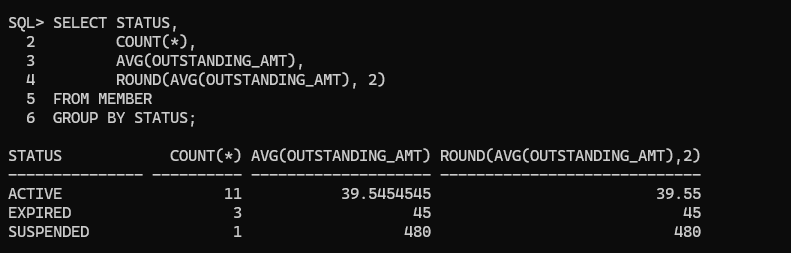 SQL> SELECT STATUS,
  2         COUNT(*),
  3         AVG(OUTSTANDING_AMT),
  4         ROUND(AVG(OUTSTANDING_AMT), 2)
  5  FROM MEMBER
  6  GROUP BY STATUS;
STATUS            COUNT(*) AVG(OUTSTANDING_AMT) ROUND(AVG(OUTSTANDING_AMT),2)
--------------- ---------- -------------------- -----------------------------
ACTIVE                  11           39.5454545                         39.55
EXPIRED                  3                   45                            45
SUSPENDED                1                  480                           480